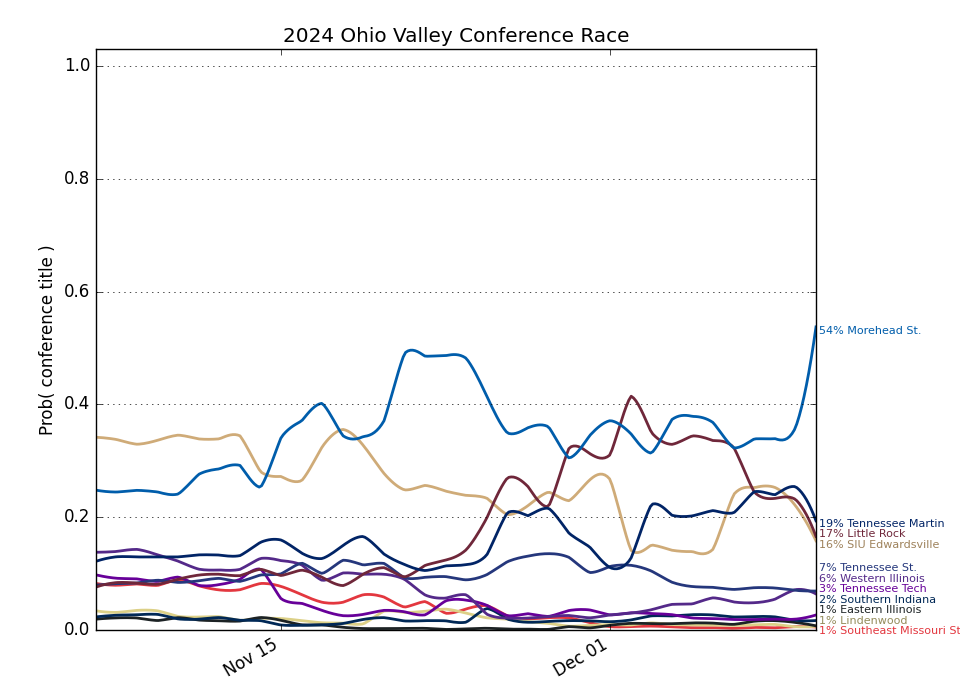 2024 Ohio Valley Conference Race
Prob( conference title )
1.0
0.8
0.6
0.4
0.2
0.0
Nov 15
Dec 01
54% Morehead St.
19% Tennessee Martin
17% Little Rock
16% SIU Edwardsville
7% Tennessee St.
6% Western Illinois
3% Tennessee Tech
2% Southern Indiana
1% Eastern Illinois
1% Lindenwood
1% Southeast Missouri St